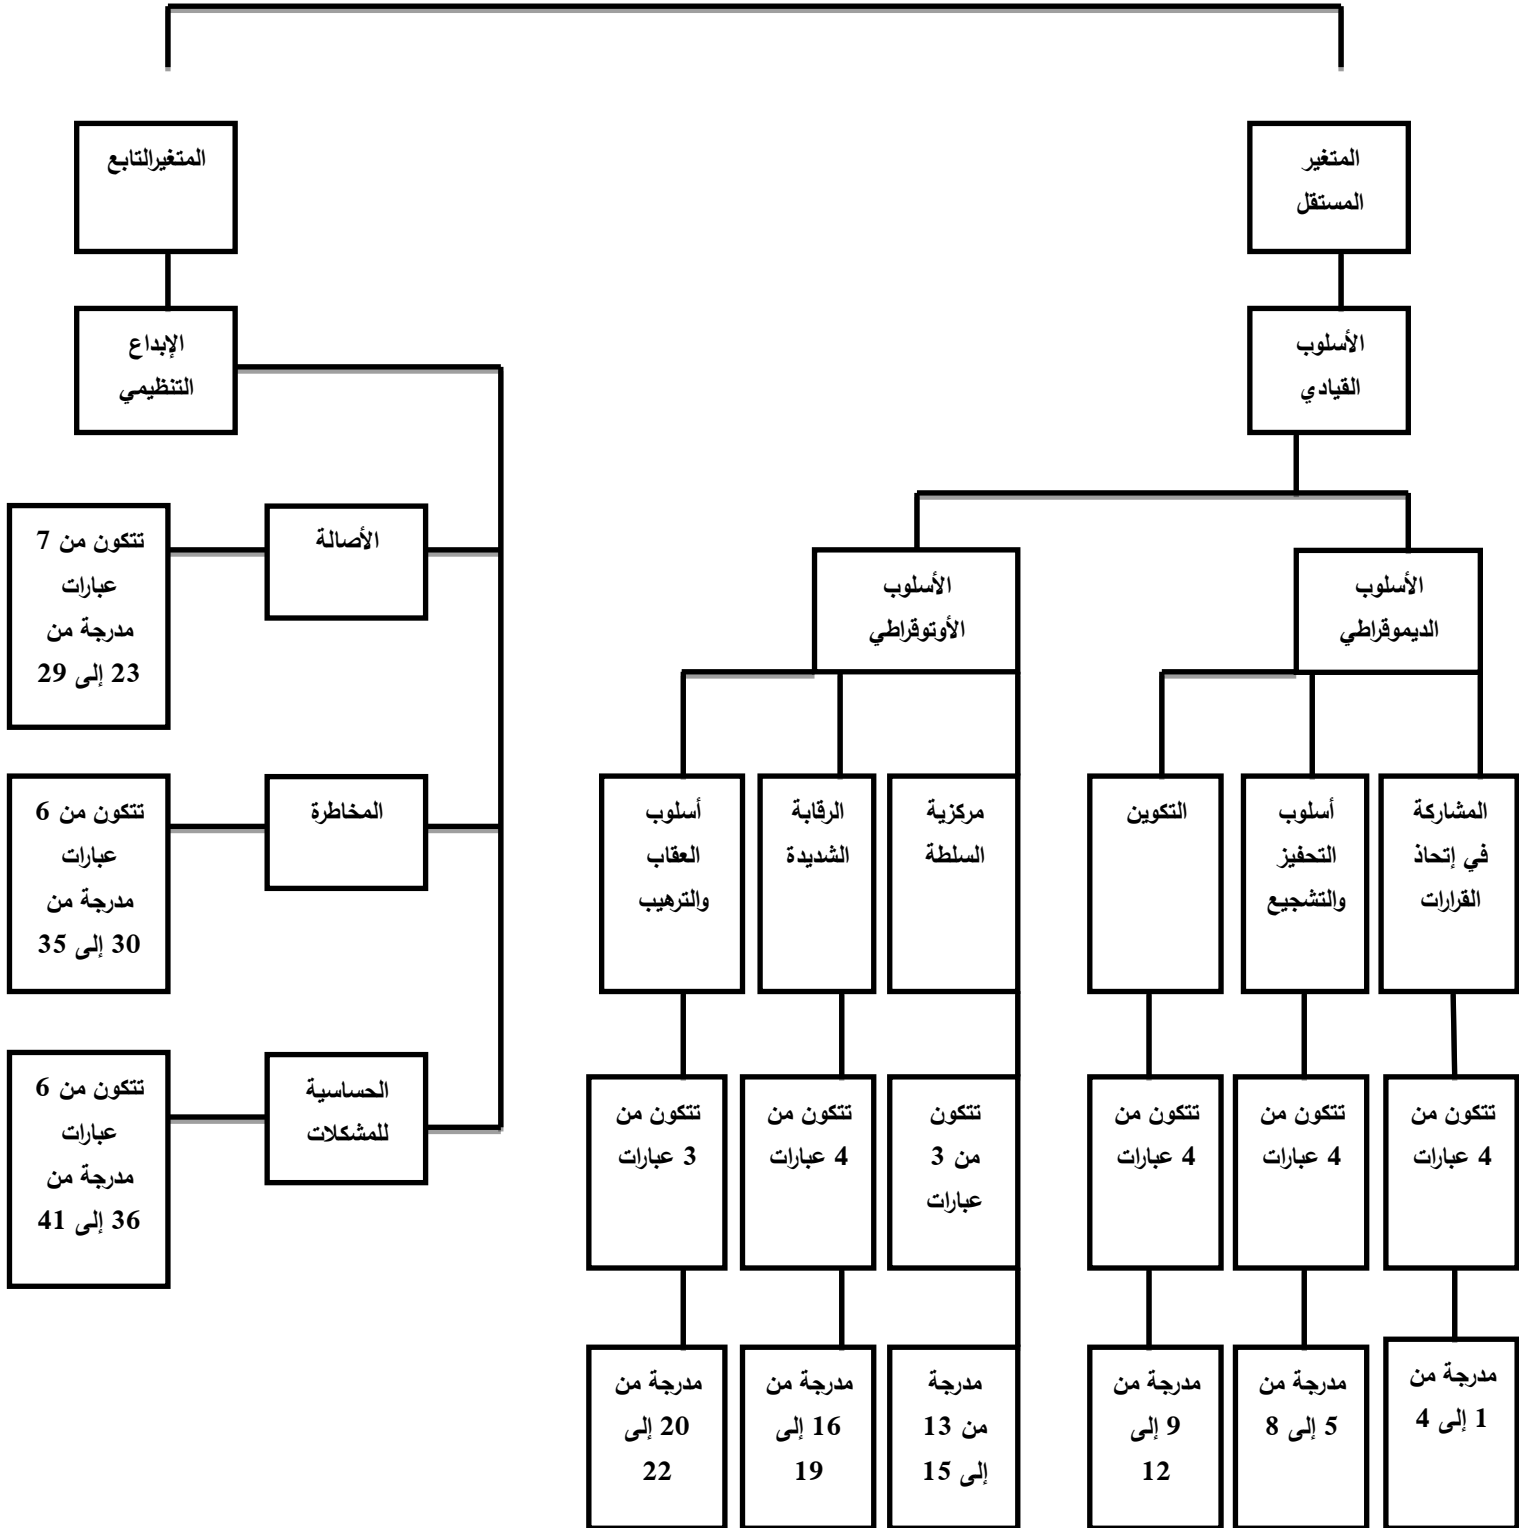 المتغير
المستقل
المتغيرالتابع
الأسلوب
القيادي
الإبداع
التنظيمي
الأسلوب
الديموقراطي
الأسلوب
الأوتوقراطي
الأصالة
تتكون من 7
عبارات
مدرجة من
23 إلى 29
المشاركة
في إتحاذ
القرارات
أسلوب
التحفيز
والتشجيع
التكوين
مركزية
السلطة
الرقابة
الشديدة
أسلوب
العقاب
والترهيب
المخاطرة
تتكون من 6
عبارات
مدرجة من
30 إلى 35
تتكون من
4 عبارات
تتكون من
4 عبارات
تتكون من
4 عبارات
تتكون
من 3
عبارات
تتكون من
4 عبارات
تتكون من
3 عبارات
الحساسية
للمشكلات
تتكون من 6
عبارات
مدرجة من
36 إلى 41
مدرجة من
1 إلى 4
مدرجة من
5 إلى 8
مدرجة من
9 إلى
12
مدرجة
من 13
إلى 15
مدرجة من
16 إلى
19
مدرجة من
20 إلى
22